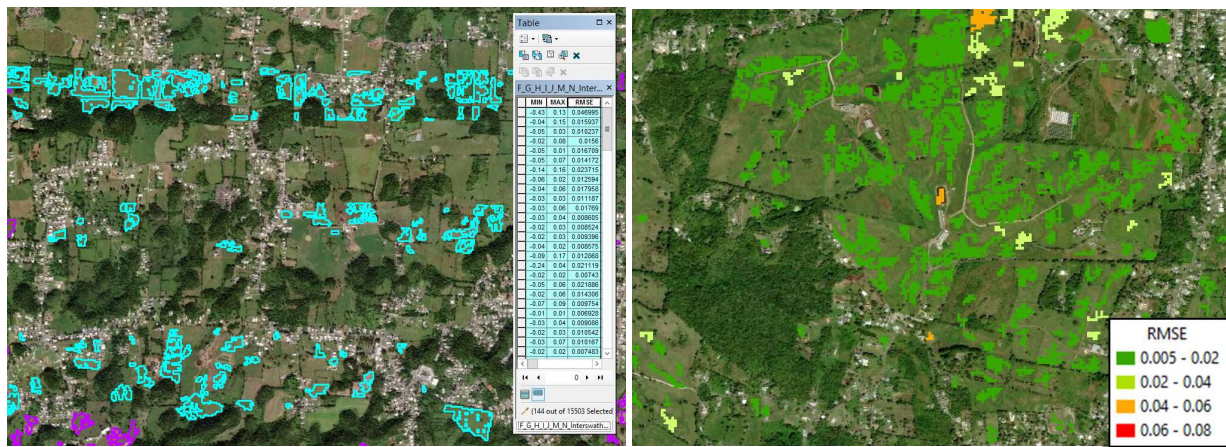 Table
F_G_H_I_J_M_N_Inter...
MIN MAX RMSE
-0.43 0.13 0.046995
-0.04 0.15 0.015937
-0.05 0.03 0.010237
-0.02 0.08 0.0156
-0.05 0.01 0.016709
-0.05 0.07 0.014172
-0.14 0.16 0.023715
-0.06 0.02 0.012594
-0.04 0.06 0.017958
-0.03 0.03 0.011187
-0.03 0.06 0.01769
-0.03 0.04 0.008605
-0.02 0.03 0.008524
-0.02 0.03 0.009396
-0.04 0.02 0.008575
-0.09 0.17 0.012868
-0.24 0.04 0.021119
-0.02 0.02 0.00743
-0.05 0.06 0.021886
-0.02 0.06 0.014306
-0.07 0.09 0.009754
-0.01 0.01 0.006928
-0.03 0.04 0.009086
-0.02 0.03 0.010542
-0.03 0.07 0.010167
-0.02 0.02 0.007483
0
(144 out of 15503 Selected
F_G_H_I_J_M_N_Interswath...
RMSE
0.005 - 0.02
0.02 - 0.04
0.04 - 0.06
0.06 - 0.08